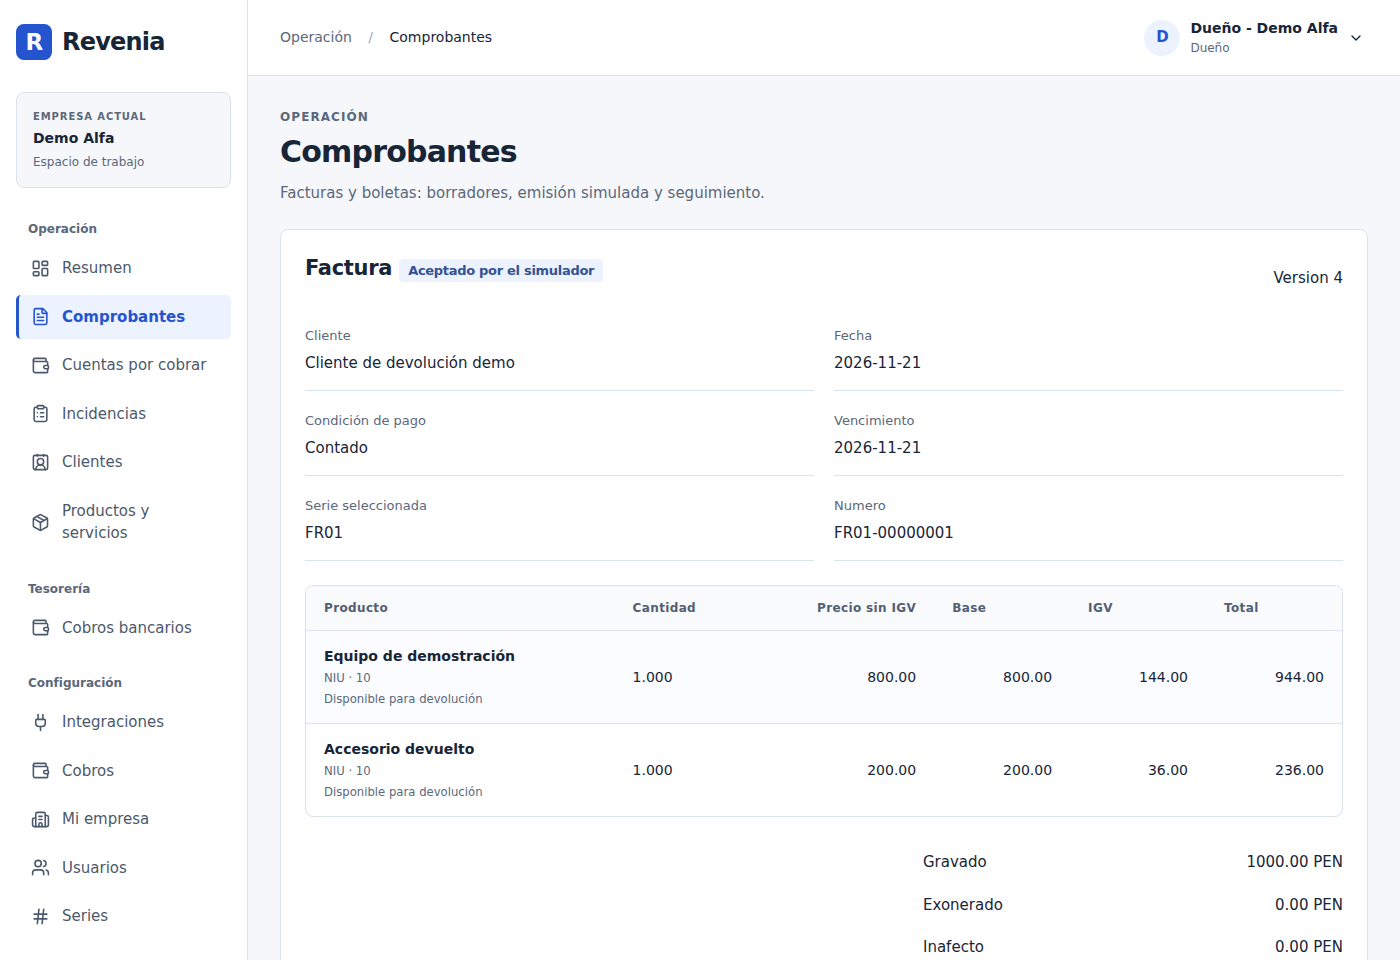 R Revenia
EMPRESA ACTUAL
Demo Alfa
Espacio de trabajo
Operación
Resumen
Comprobantes
Cuentas por cobrar
Incidencias
Clientes
Productos y
servicios
Tesorería
Cobros bancarios
Configuración
Integraciones
Cobros
Mi empresa
Usuarios
Series
Operación / Comprobantes
D
Dueño - Demo Alfa
Dueño
OPERACIÓN
Comprobantes
Facturas y boletas: borradores, emisión simulada y seguimiento.
Factura Aceptado por el simulador
Version 4
Cliente
Cliente de devolución demo
Fecha
2026-11-21
Condición de pago
Contado
Vencimiento
2026-11-21
Serie seleccionada
FR01
Numero
FR01-00000001
Producto Cantidad Precio sin IGV Base IGV Total
Equipo de demostración
NIU · 10
Disponible para devolución
1.000 800.00 800.00 144.00 944.00
Accesorio devuelto
NIU · 10
Disponible para devolución
1.000 200.00 200.00 36.00 236.00
Gravado 1000.00 PEN
Exonerado 0.00 PEN
Inafecto 0.00 PEN